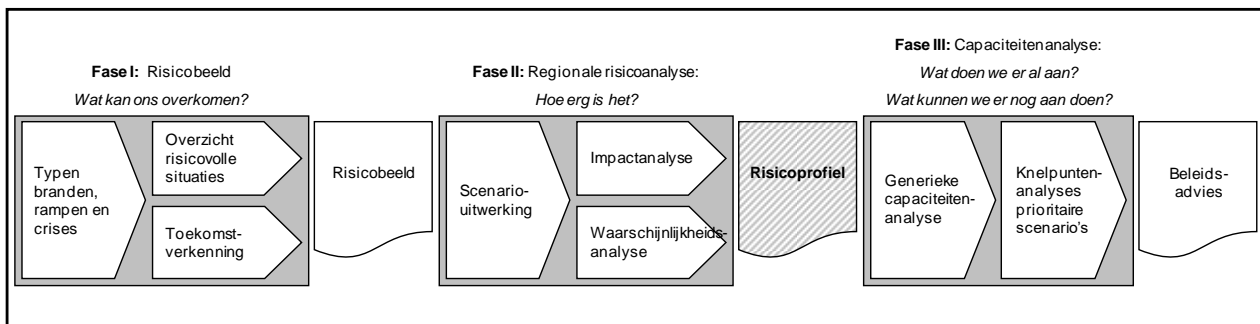 Fase I: Risicobeeld
Wat kan ons overkomen?
Typen
branden,
rampen en
crises
Overzicht
risicovolle
situaties
Toekomst-
verkenning
Risicobeeld
Fase II: Regionale risicoanalyse:
Hoe erg is het?
Scenario-
uitwerking
Impactanalyse
Waarschijnlijkheids-
analyse
Risicoprofiel
Fase III: Capaciteitenanalyse:
Wat doen we er al aan?
Wat kunnen we er nog aan doen?
Generieke
capaciteiten-
analyse
Knelpunten-
analyses
prioritaire
scenario's
Beleids-
advies